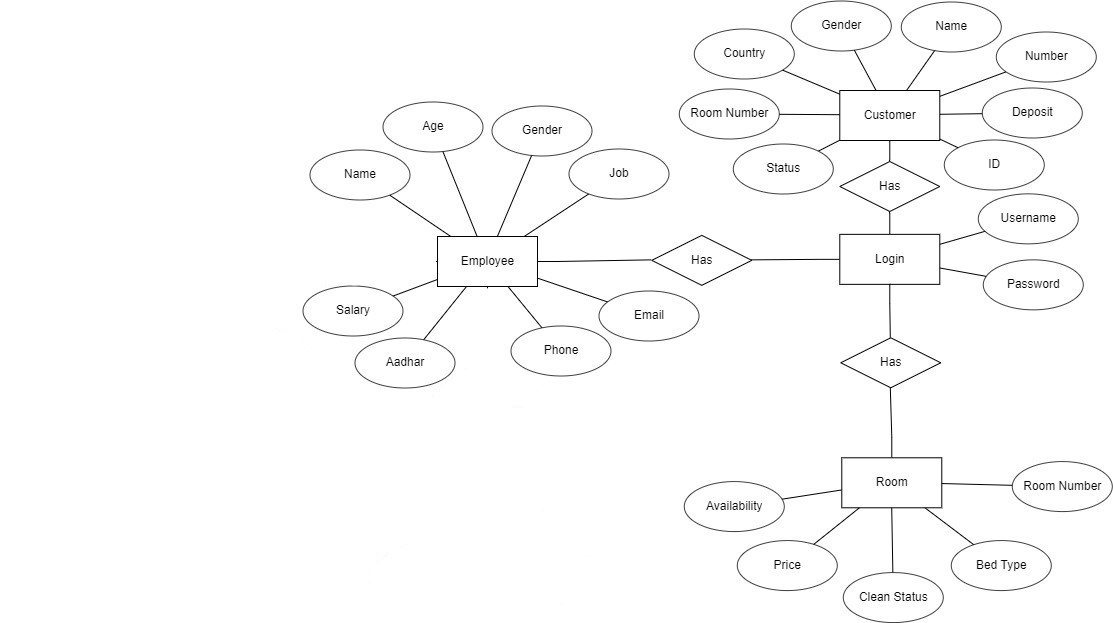 Gender
Name
Country
Number
Room Number
Customer
Deposit
Status
ID
Has
Age
Gender
Name
Job
Username
Employee
Has
Login
Password
Salary
Email
Aadhar
Phone
Has
Room
Room Number
Availability
Price
Bed Type
Clean Status